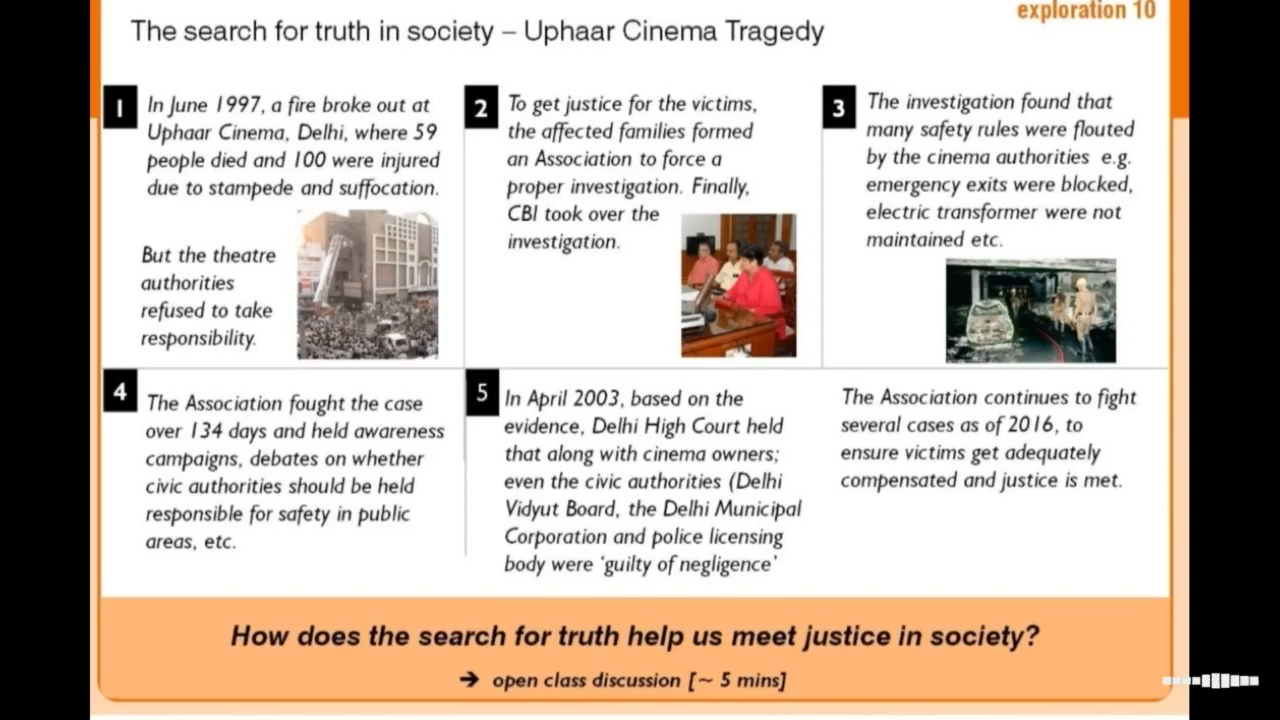 exploration 10
The search for truth in society – Uphaar Cinema Tragedy
1
In June 1997, a fire broke out at
Uphaar Cinema, Delhi, where 59
people died and 100 were injured
due to stampede and suffocation.
But the theatre
authorities
refused to take
responsibility.
2
To get justice for the victims,
the affected families formed
an Association to force a
proper investigation. Finally,
CBI took over the
investigation.
3
The investigation found that
many safety rules were flouted
by the cinema authorities e.g.
emergency exits were blocked,
electric transformer were not
maintained etc.
4
The Association fought the case
over 134 days and held awareness
campaigns, debates on whether
civic authorities should be held
responsible for safety in public
areas, etc.
5
In April 2003, based on the
evidence, Delhi High Court held
that along with cinema owners;
even the civic authorities (Delhi
Vidyut Board, the Delhi Municipal
Corporation and police licensing
body were ‘guilty of negligence’
The Association continues to fight
several cases as of 2016, to
ensure victims get adequately
compensated and justice is met.
How does the search for truth help us meet justice in society?
→ open class discussion [~ 5 mins]